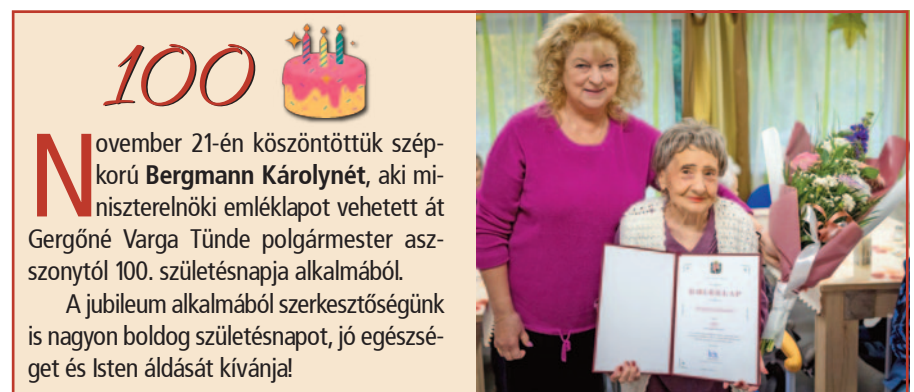 100
November 21-én köszöntöttük szép-
korú Bergmann Károlynét, aki mi-
niszterelnöki emléklapot vehetett át
Gergőné Varga Tünde polgármester asz-
szonytól 100. születésnapja alkalmából.
A jubileum alkalmából szerkesztőségünk
is nagyon boldog születésnapot, jó egészsé-
get és Isten áldását kívánja!
EMLÉKLAP